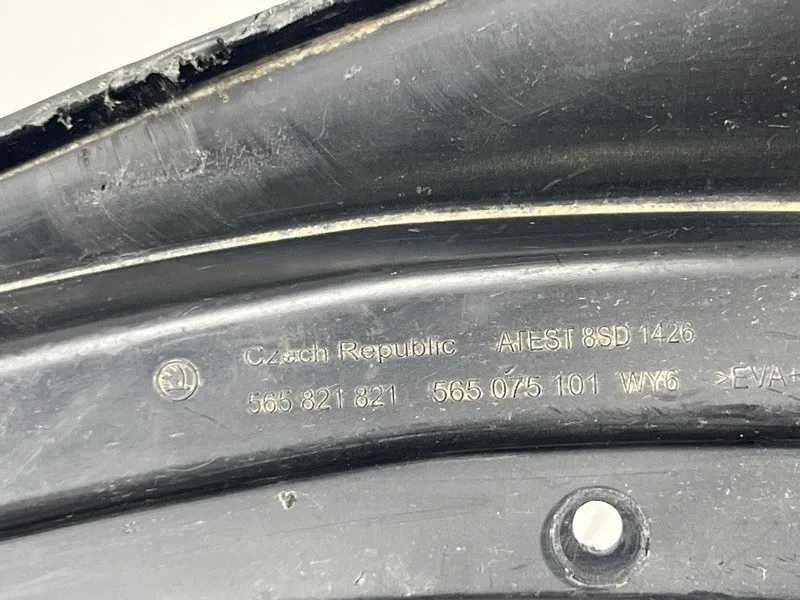 Czech Republic ATEST 8SD 1426
565 821 821 565 075 101 WY6 >EVA+